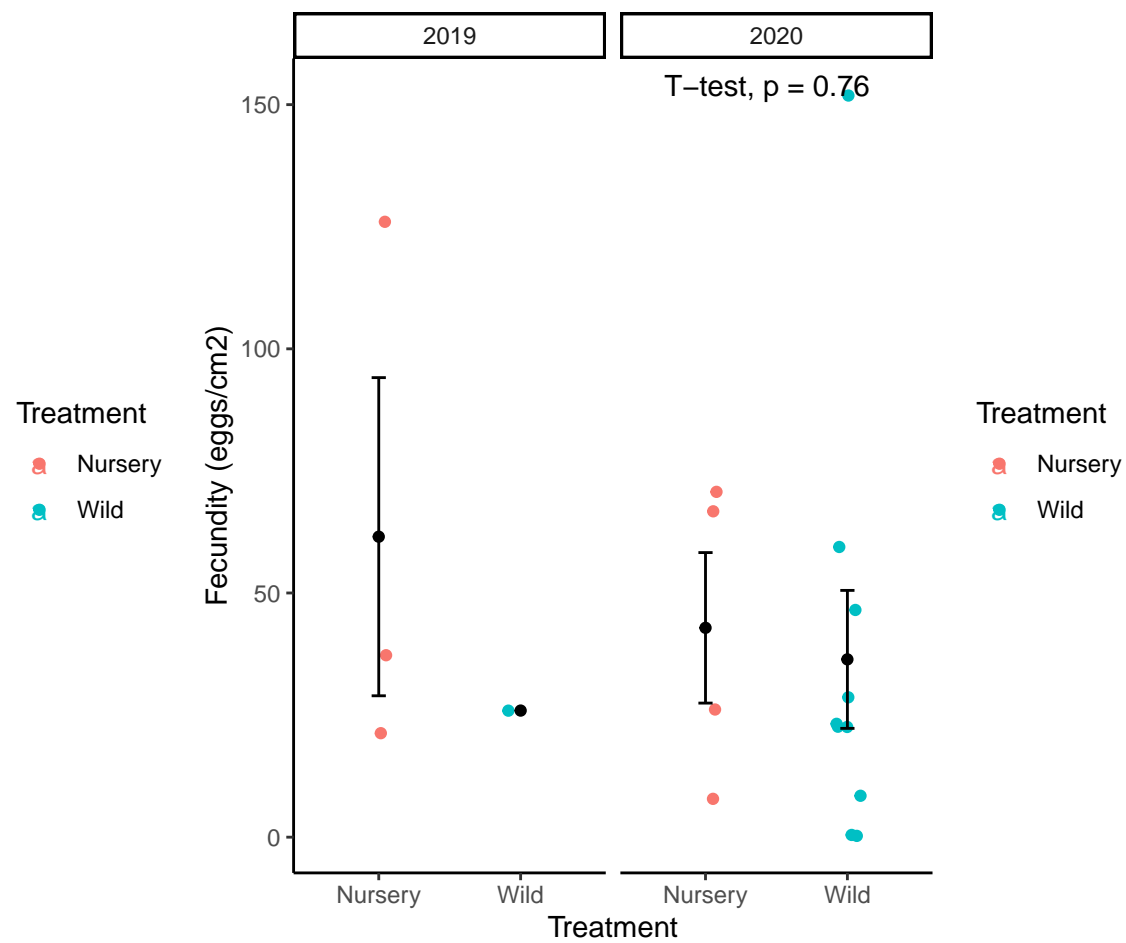 2019
2020
T−test, p = 0.76
150
100
50
0
Fecundity (eggs/cm2)
Treatment
a Nursery
a Wild
Nursery
Wild
Nursery
Wild
Treatment
Treatment
a Nursery
a Wild